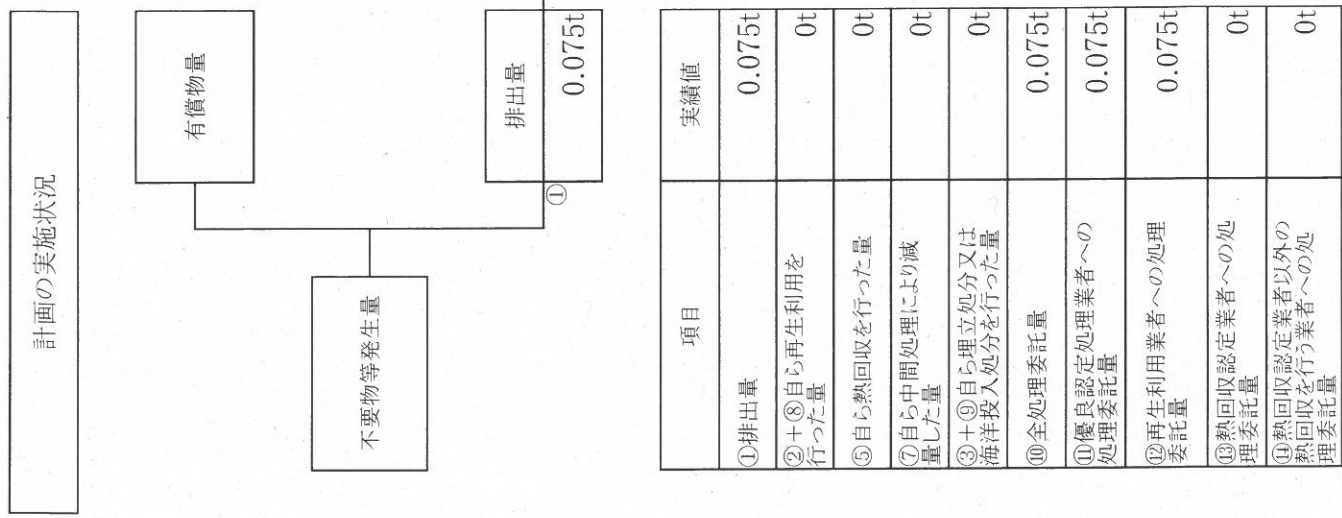 計画の実施状況
有償物量
不要物等発生量
排出量
①
0.075t
項目
実績値
①排出量
0.075t
②+⑧自ら再生利用を
行った量
0t
⑤自ら熱回収を行った量
0t
⑦自ら中間処理により減
量した量
0t
③+⑨自ら埋立処分又は
海洋投入処分を行った量
0t
⑩全処理委託量
0.075t
⑪優良認定処理業者への
処理委託量
0.075t
⑫再生利用業者への処理
委託量
0.075t
⑬熱回収認定業者への処
理委託量
0t
⑭熱回収認定業者以外の
熱回収を行う業者への処
理委託量
0t